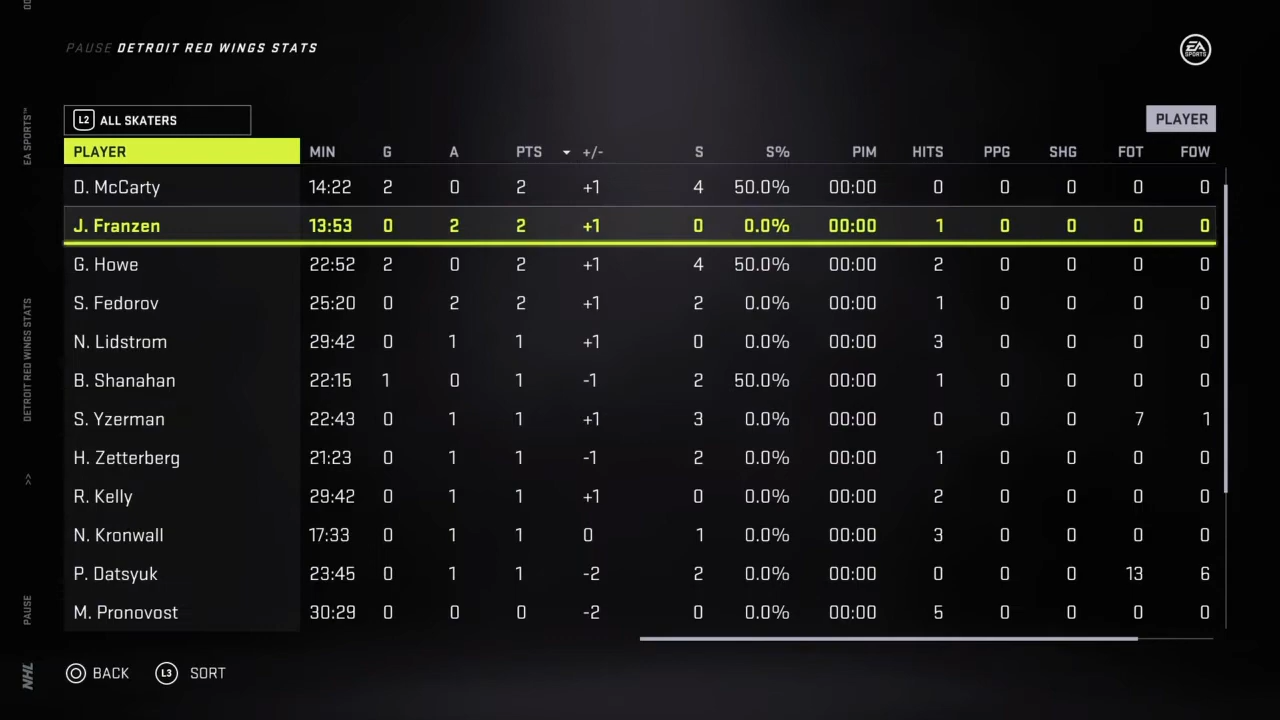 PAUSE DETROIT RED WINGS STATS
EA SPORTS
L2 ALL SKATERS
PLAYER
PLAYER MIN G A PTS +/- S S% PIM HITS PPG SHG FOT FOW
D. McCarty 14:22 2 0 2 +1 4 50.0% 00:00 0 0 0 0 0
J. Franzen 13:53 0 2 2 +1 0 0.0% 00:00 1 0 0 0 0
G. Howe 22:52 2 0 2 +1 4 50.0% 00:00 2 0 0 0 0
S. Fedorov 25:20 0 2 2 +1 2 0.0% 00:00 1 0 0 0 0
N. Lidstrom 29:42 0 1 1 +1 0 0.0% 00:00 3 0 0 0 0
B. Shanahan 22:15 1 0 1 -1 2 50.0% 00:00 1 0 0 0 0
S. Yzerman 22:43 0 1 1 +1 3 0.0% 00:00 0 0 0 7 1
H. Zetterberg 21:23 0 1 1 -1 2 0.0% 00:00 1 0 0 0 0
R. Kelly 29:42 0 1 1 +1 0 0.0% 00:00 2 0 0 0 0
N. Kronwall 17:33 0 1 1 0 1 0.0% 00:00 3 0 0 0 0
P. Datsyuk 23:45 0 1 1 -2 2 0.0% 00:00 0 0 0 13 6
M. Pronovost 30:29 0 0 0 -2 0 0.0% 00:00 5 0 0 0 0
BACK L3 SORT
NHL PAUSE >> DETROIT RED WINGS STATS EA SPORTS™